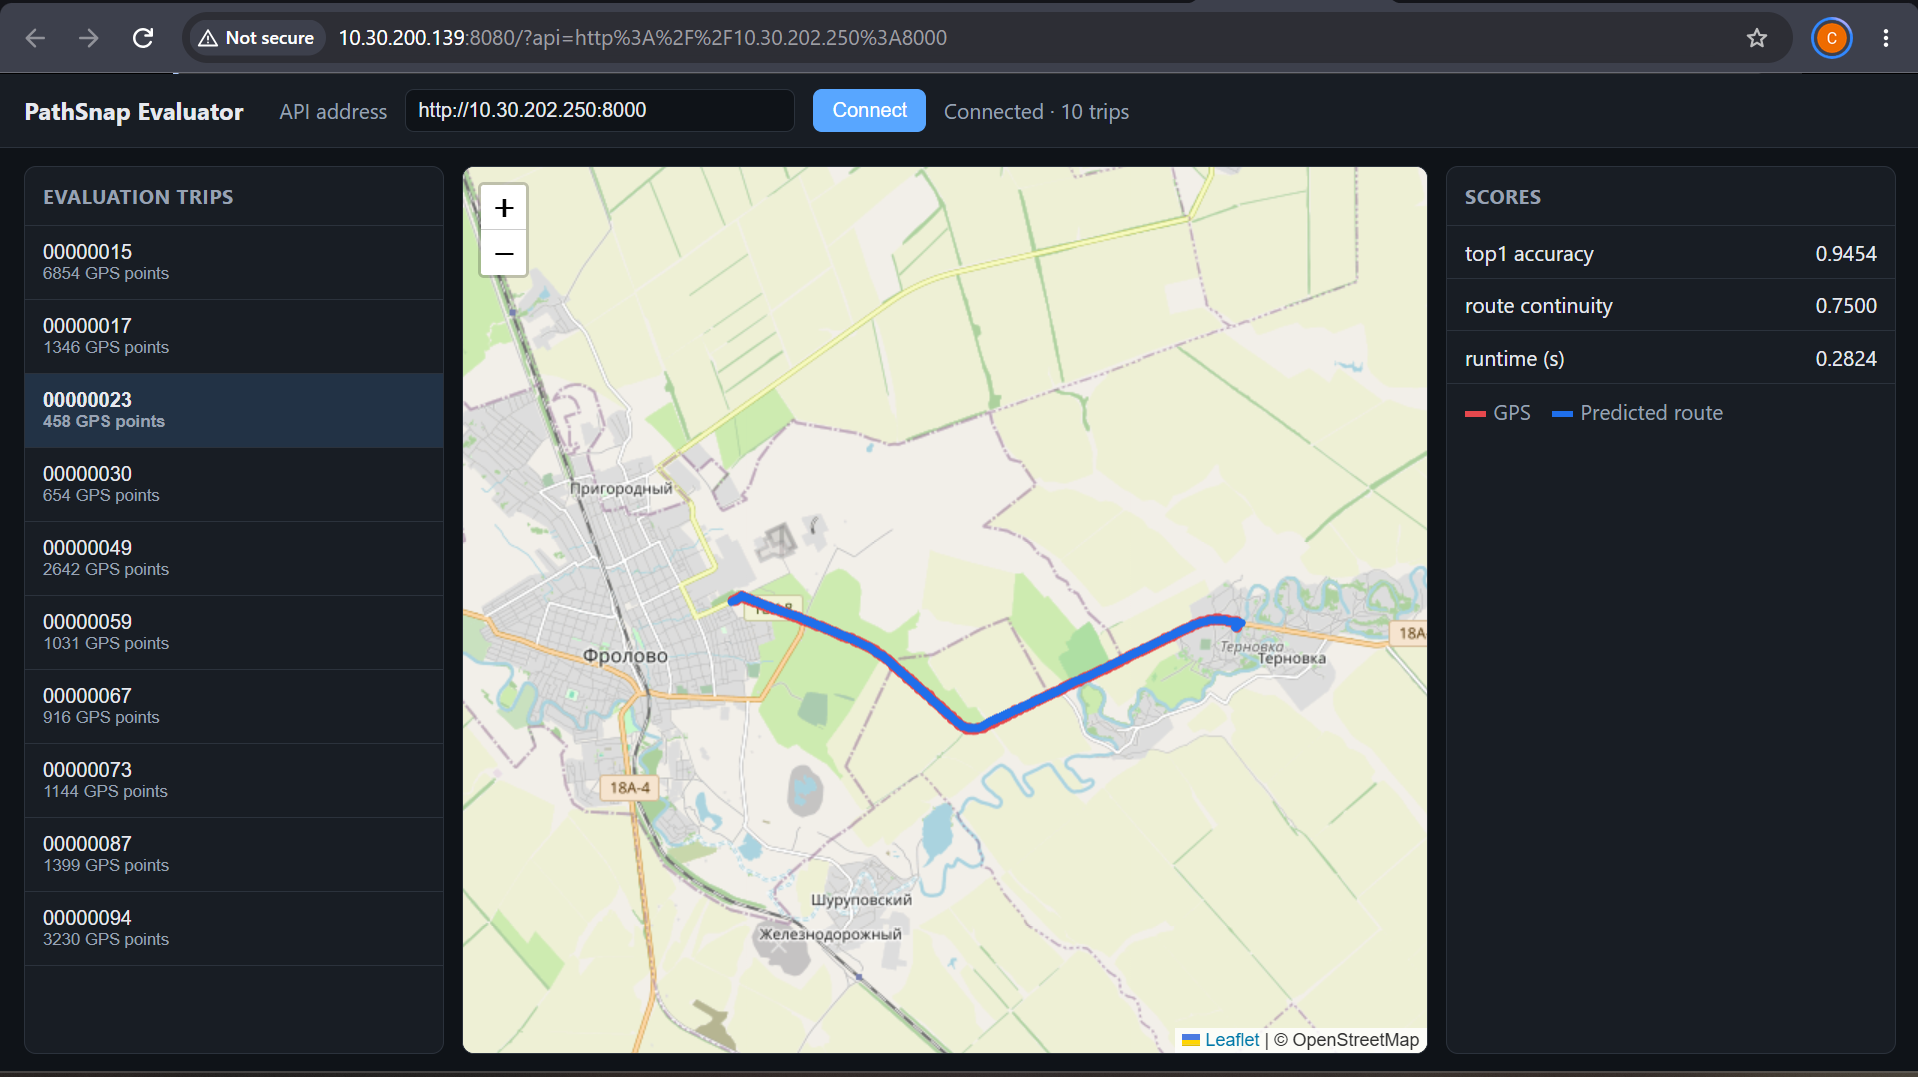 Not secure
10.30.200.139:8080/?api=http%3A%2F%2F10.30.202.250%3A8000
C
PathSnap Evaluator
API address
http://10.30.202.250:8000
Connect
Connected · 10 trips
EVALUATION TRIPS
00000015
6854 GPS points
00000017
1346 GPS points
00000023
458 GPS points
00000030
654 GPS points
00000049
2642 GPS points
00000059
1031 GPS points
00000067
916 GPS points
00000073
1144 GPS points
00000087
1399 GPS points
00000094
3230 GPS points
+
−
Пригородный
Фролово
Терновка
Терновка
18А
18А-4
Шуруповский
Железнодорожный
Leaflet | © OpenStreetMap
SCORES
top1 accuracy 0.9454
route continuity 0.7500
runtime (s) 0.2824
GPS
Predicted route